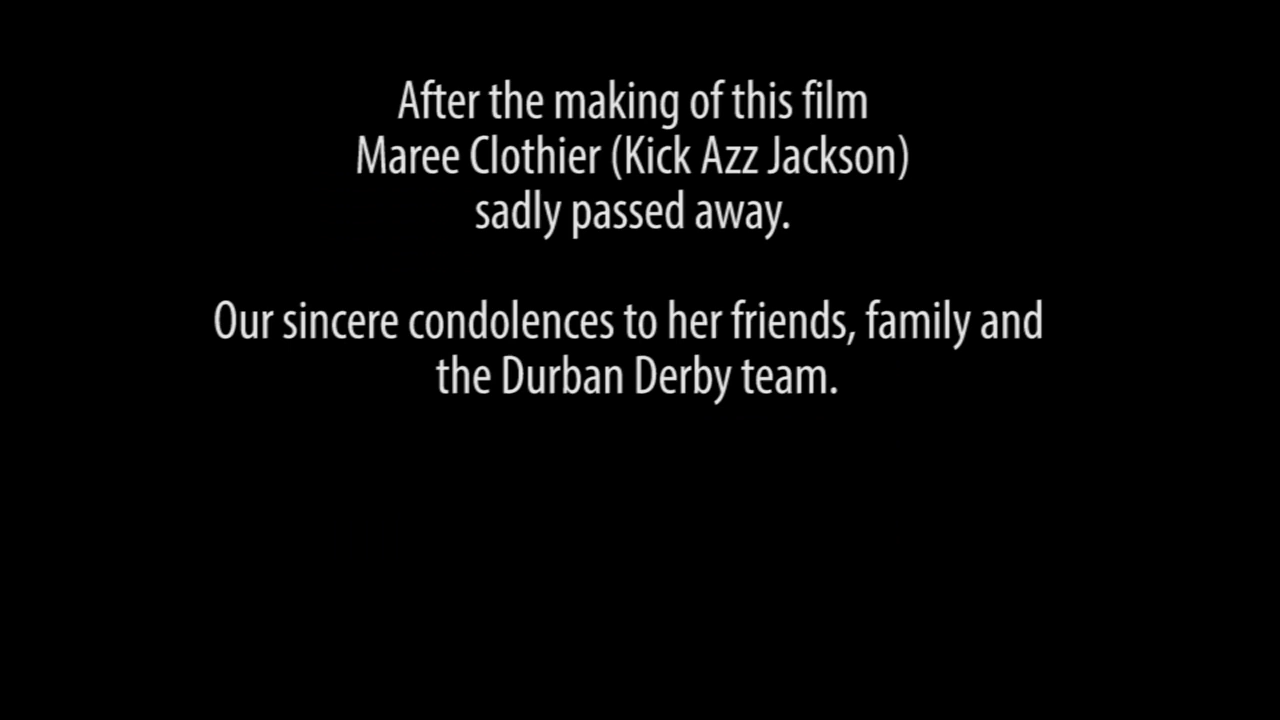 After the making of this film
Maree Clothier (Kick Azz Jackson)
sadly passed away.
Our sincere condolences to her friends, family and
the Durban Derby team.